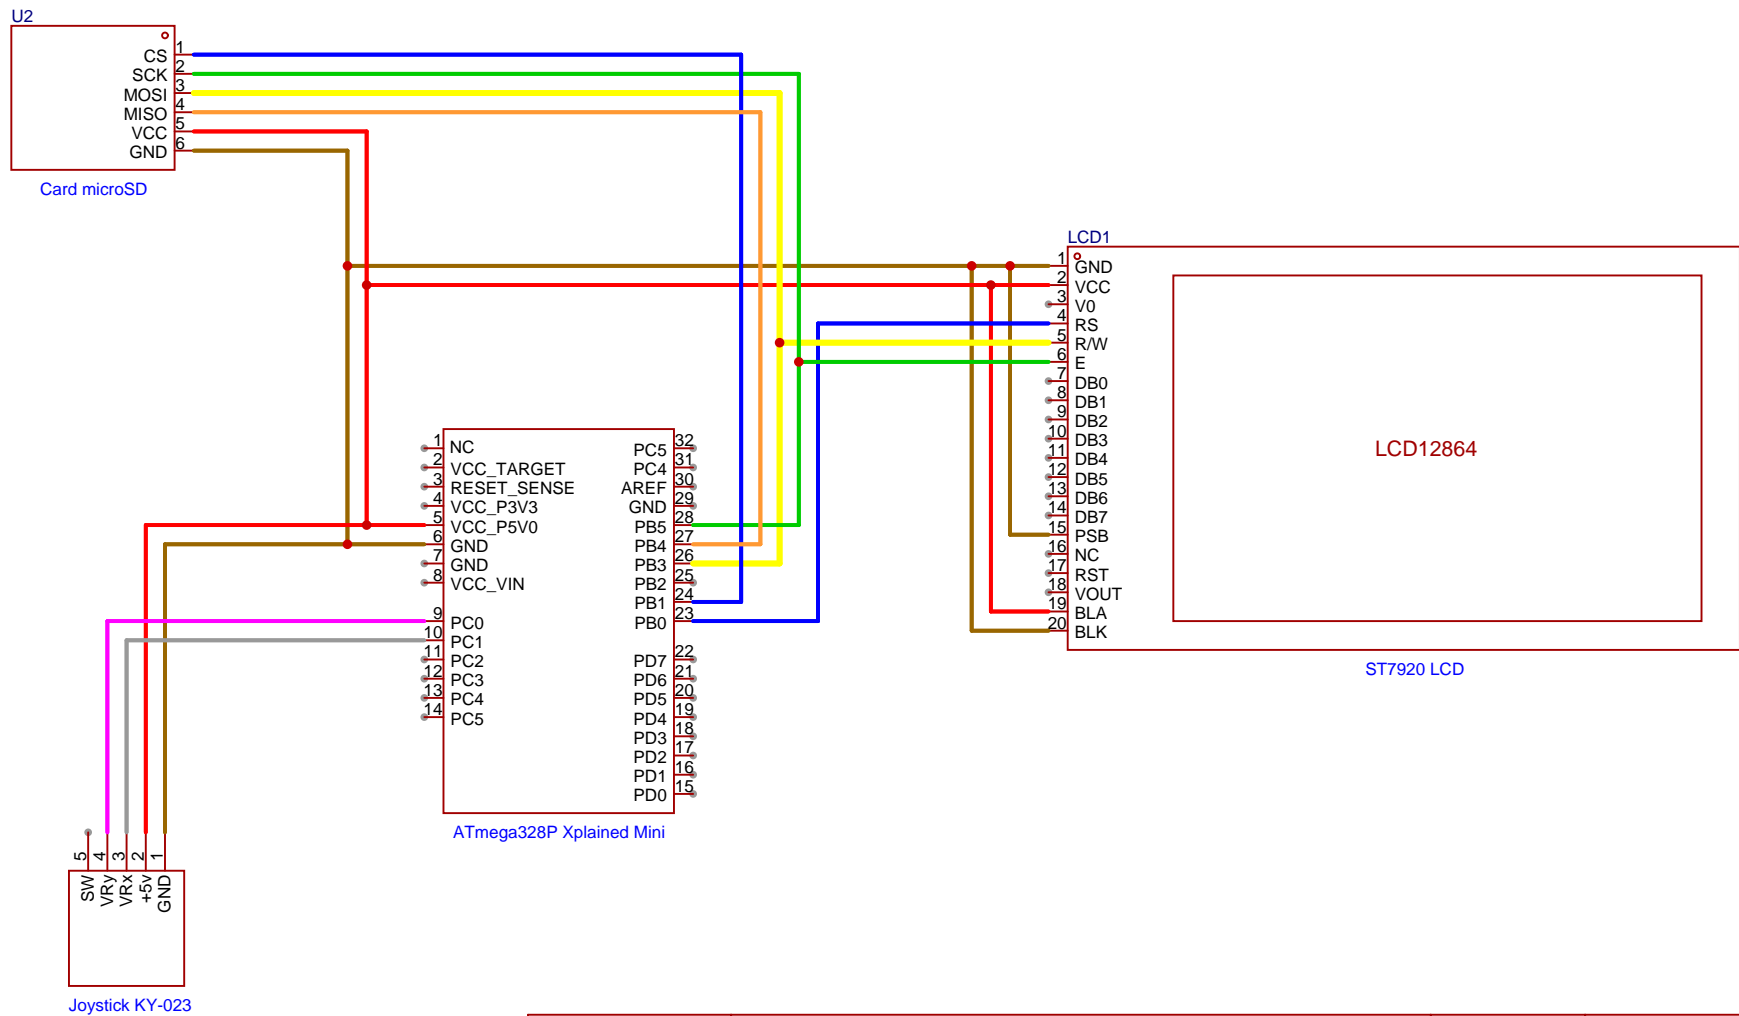 U2
CS 1
SCK 2
MOSI 3
MISO 4
VCC 5
GND 6
Card microSD
LCD1
1 GND
2 VCC
3 V0
4 RS
5 R/W
6 E
7 DB0
8 DB1
9 DB2
10 DB3
11 DB4
12 DB5
13 DB6
14 DB7
15 PSB
16 NC
17 RST
18 VOUT
19 BLA
20 BLK
LCD12864
ST7920 LCD
1 NC
2 VCC_TARGET
3 RESET_SENSE
4 VCC_P3V3
5 VCC_P5V0
6 GND
7 GND
8 VCC_VIN
9 PC0
10 PC1
11 PC2
12 PC3
13 PC4
14 PC5
PC5 32
PC4 31
AREF 30
GND 29
PB5 28
PB4 27
PB3 26
PB2 25
PB1 24
PB0 23
PD7 22
PD6 21
PD5 20
PD4 19
PD3 18
PD2 17
PD1 16
PD0 15
ATmega328P Xplained Mini
SW 5
VRy 4
VRx 3
+5v 2
GND 1
Joystick KY-023